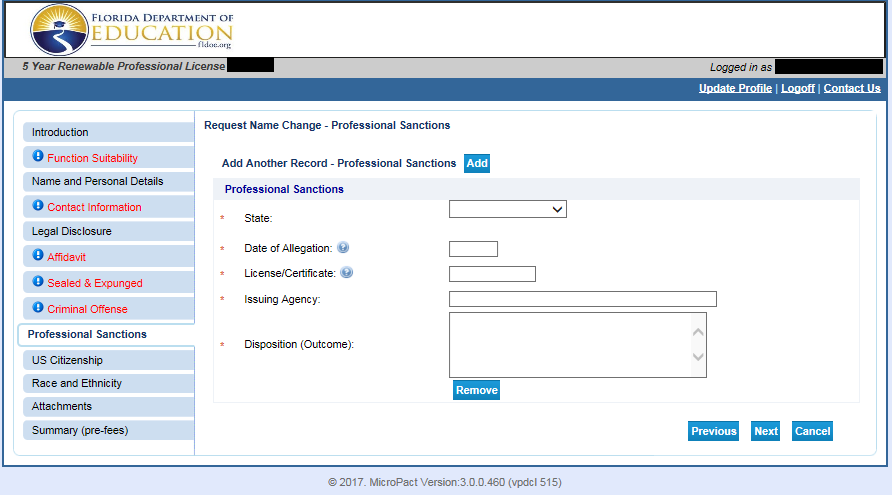 FLORIDA DEPARTMENT OF
EDUCATION
fldoe.org
5 Year Renewable Professional License
Logged in as
Update Profile | Logoff | Contact Us
Request Name Change - Professional Sanctions
Introduction
Function Suitability
Name and Personal Details
Contact Information
Legal Disclosure
Affidavit
Sealed & Expunged
Criminal Offense
Professional Sanctions
US Citizenship
Race and Ethnicity
Attachments
Summary (pre-fees)
Add Another Record - Professional Sanctions Add
Professional Sanctions
* State:
* Date of Allegation:
* License/Certificate:
* Issuing Agency:
* Disposition (Outcome):
Remove
Previous Next Cancel
© 2017. MicroPact Version:3.0.0.460 (vpdcl 515)